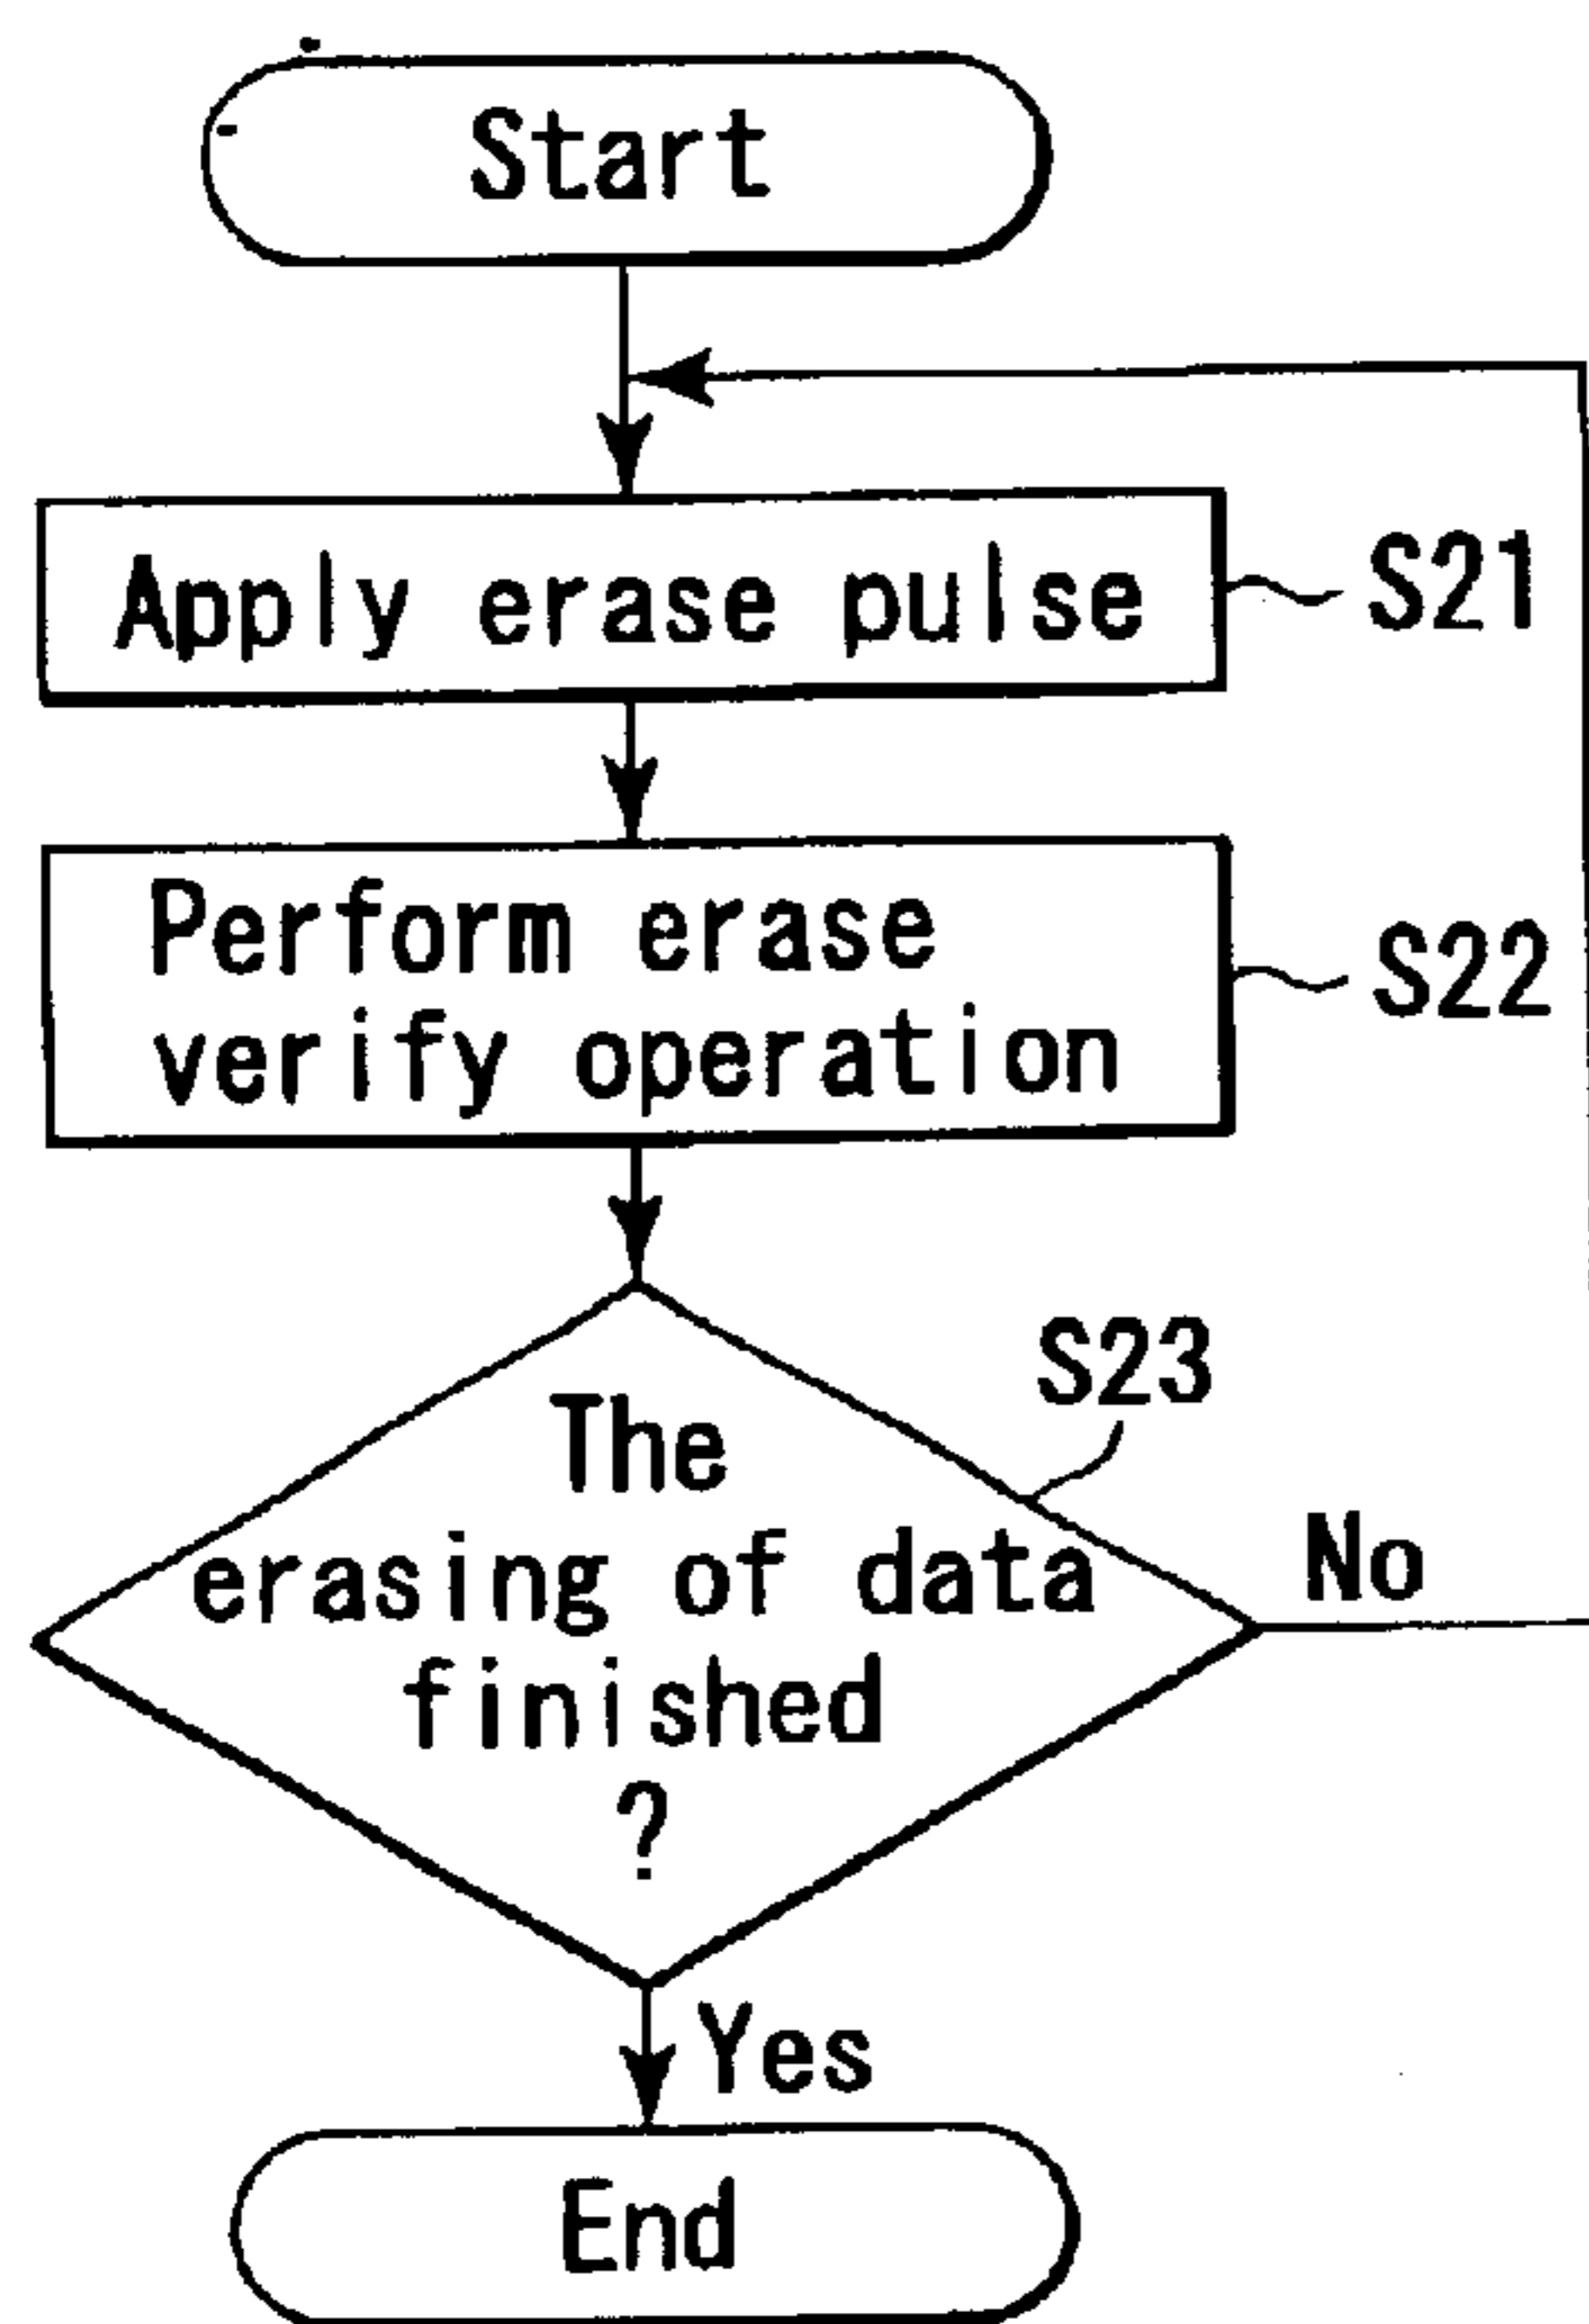 Start
Apply erase pulse
S21
Perform erase
verify operation
S22
S23
The
erasing of data
finished
?
No
Yes
End